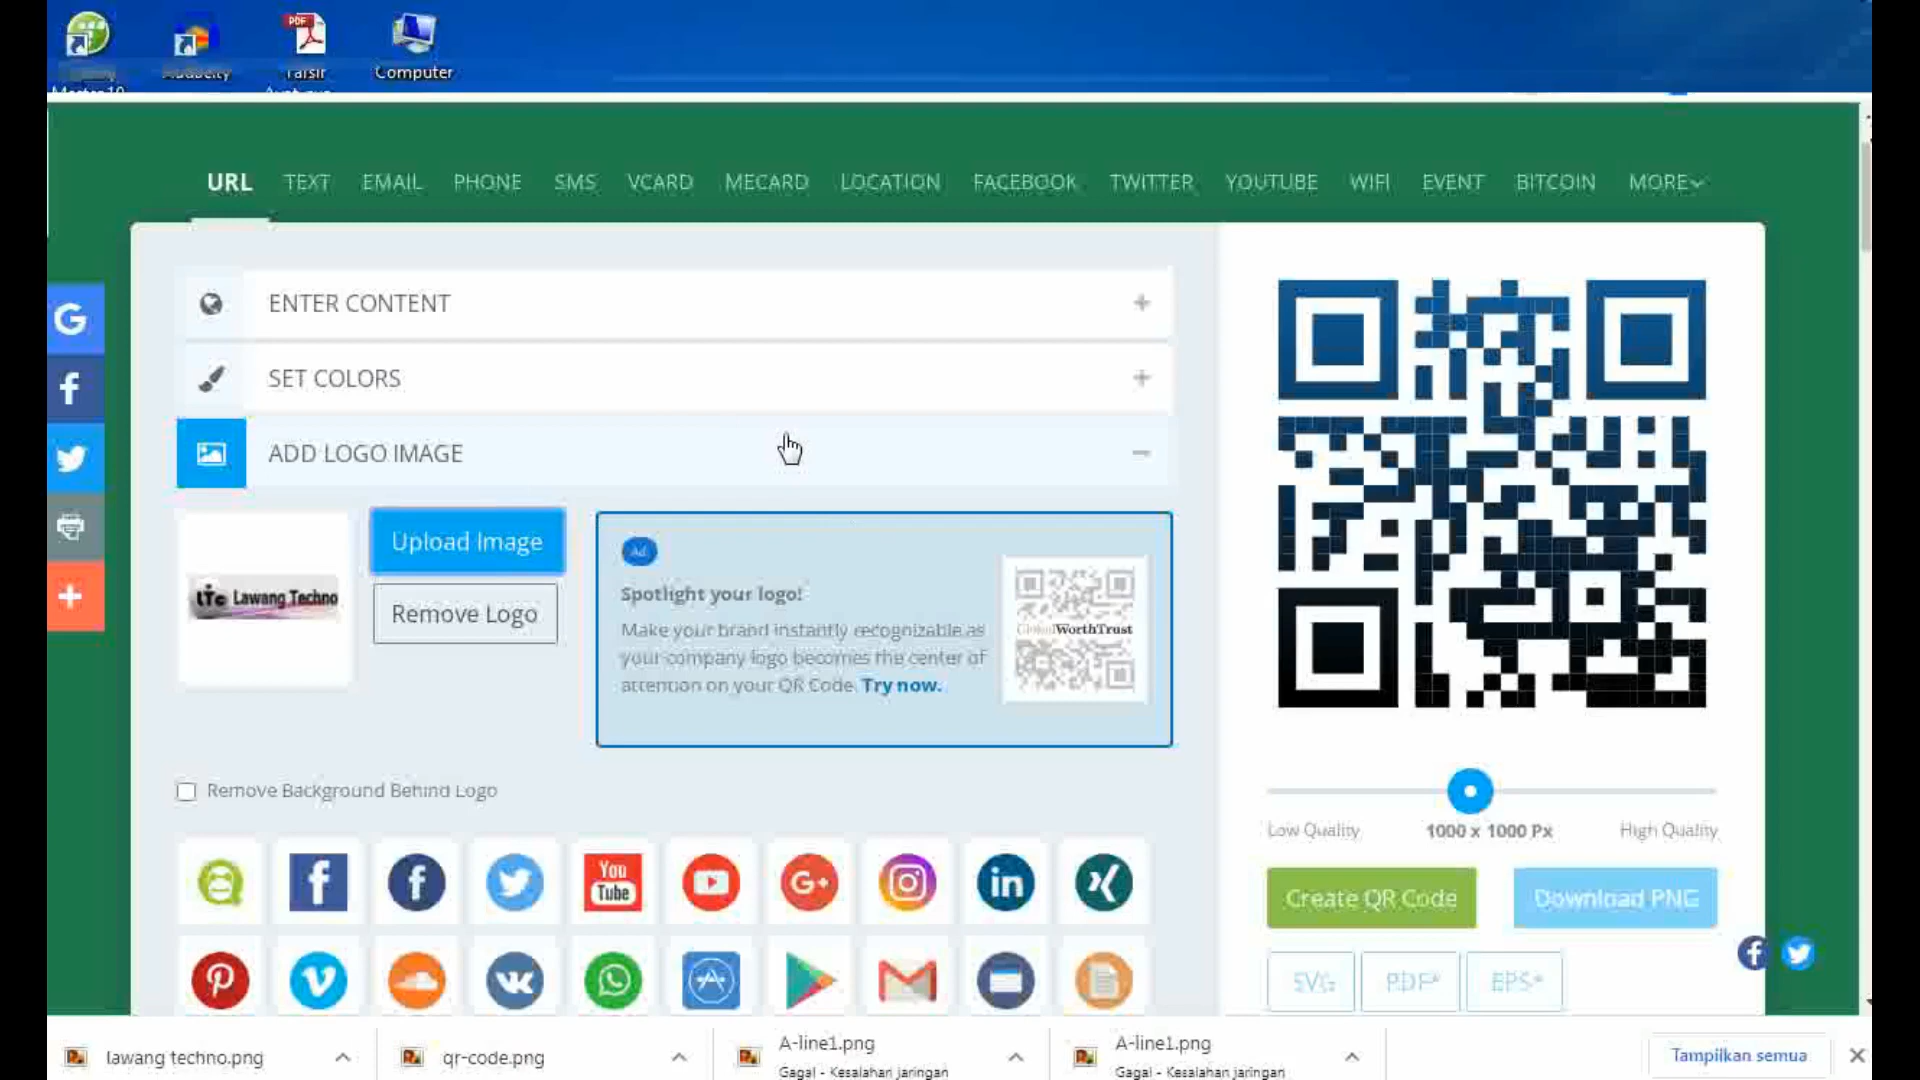 Audacity
Tafsir
Computer
URL TEXT EMAIL PHONE SMS VCARD MECARD LOCATION FACEBOOK TWITTER YOUTUBE WIFI EVENT BITCOIN MORE
ENTER CONTENT
SET COLORS
ADD LOGO IMAGE
Upload Image
LTC Lawang Techno
Remove Logo
Ad
Spotlight your logo!
Make your brand instantly recognizable as
your company logo becomes the center of
attention on your QR Code. Try now.
GlobalWorthTrust
Remove Background Behind Logo
Low Quality 1000 x 1000 Px High Quality
You
Tube
Create QR Code
Download PNG
SVG PDF* EPS*
lawang techno.png
qr-code.png
A-line1.png
Gagal - Kesalahan jaringan
A-line1.png
Gagal - Kesalahan jaringan
Tampilkan semua